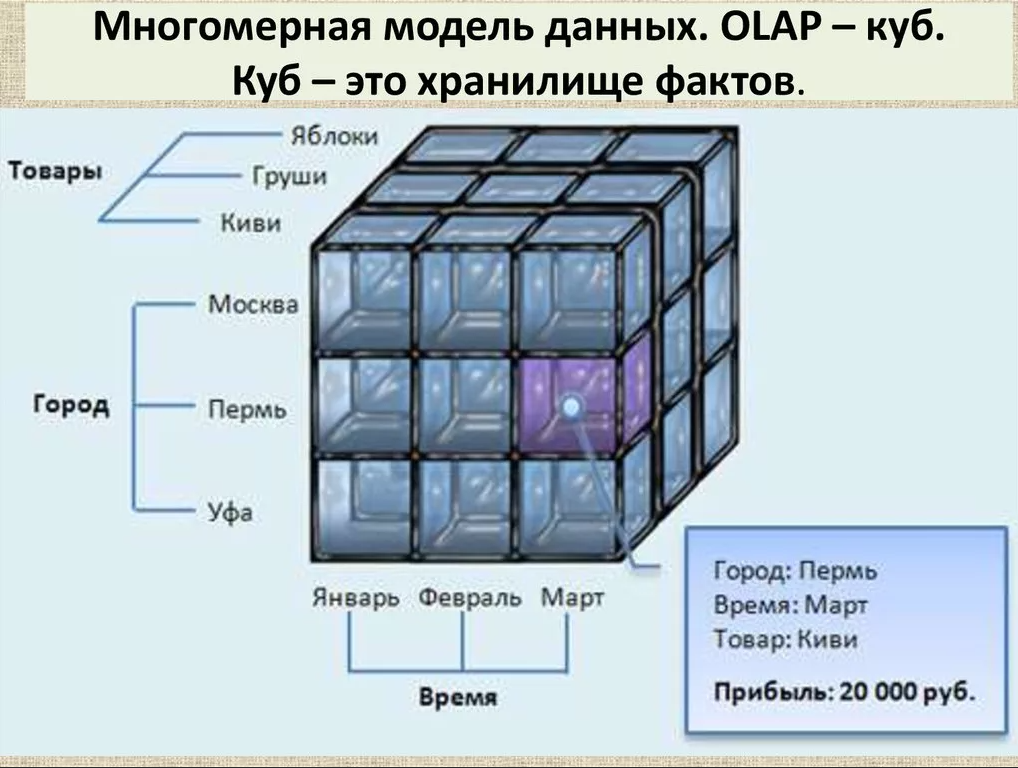 Многомерная модель данных. OLAP – куб.
Куб – это хранилище фактов.
Товары
Яблоки
Груши
Киви
Город
Москва
Пермь
Уфа
Январь Февраль Март
Время
Город: Пермь
Время: Март
Товар: Киви
Прибыль: 20 000 руб.